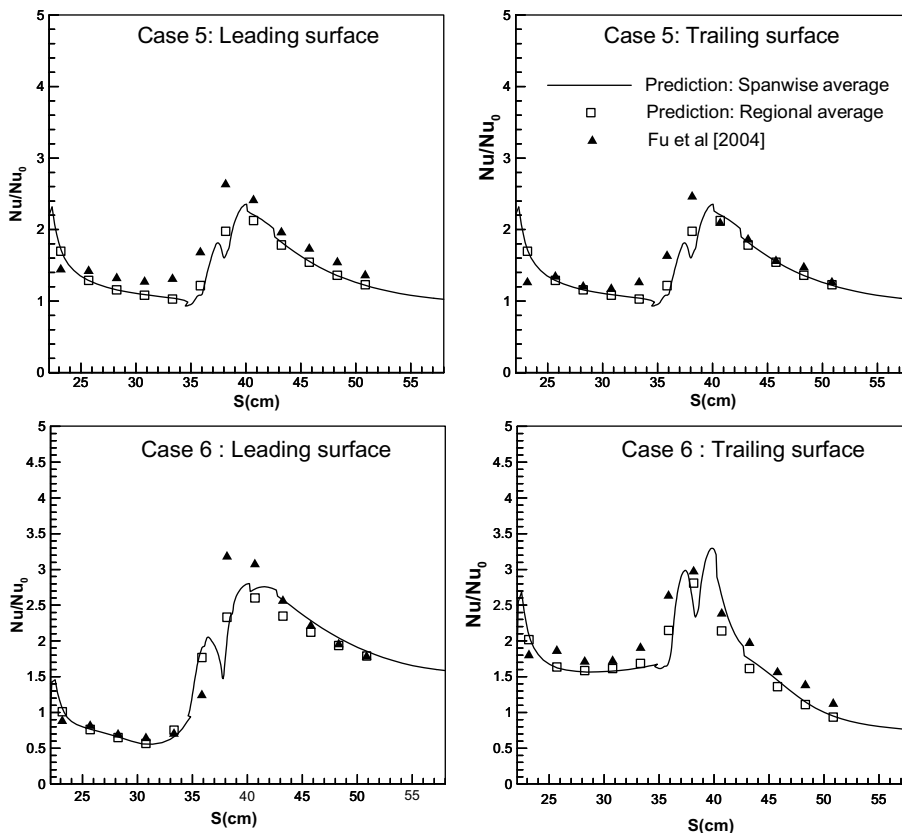 Case 5: Leading surface
Nu/Nu0
5
4
3
2
1
0
25 30 35 40 45 50 55
S(cm)
Case 5: Trailing surface
Prediction: Spanwise average
Prediction: Regional average
Fu et al [2004]
Nu/Nu0
5
4
3
2
1
0
25 30 35 40 45 50 55
S(cm)
Case 6 : Leading surface
Nu/Nu0
5
4.5
4
3.5
3
2.5
2
1.5
1
0.5
0
25 30 35 40 45 50 55
S(cm)
Case 6 : Trailing surface
Nu/Nu0
5
4.5
4
3.5
3
2.5
2
1.5
1
0.5
0
25 30 35 40 45 50 55
S(cm)